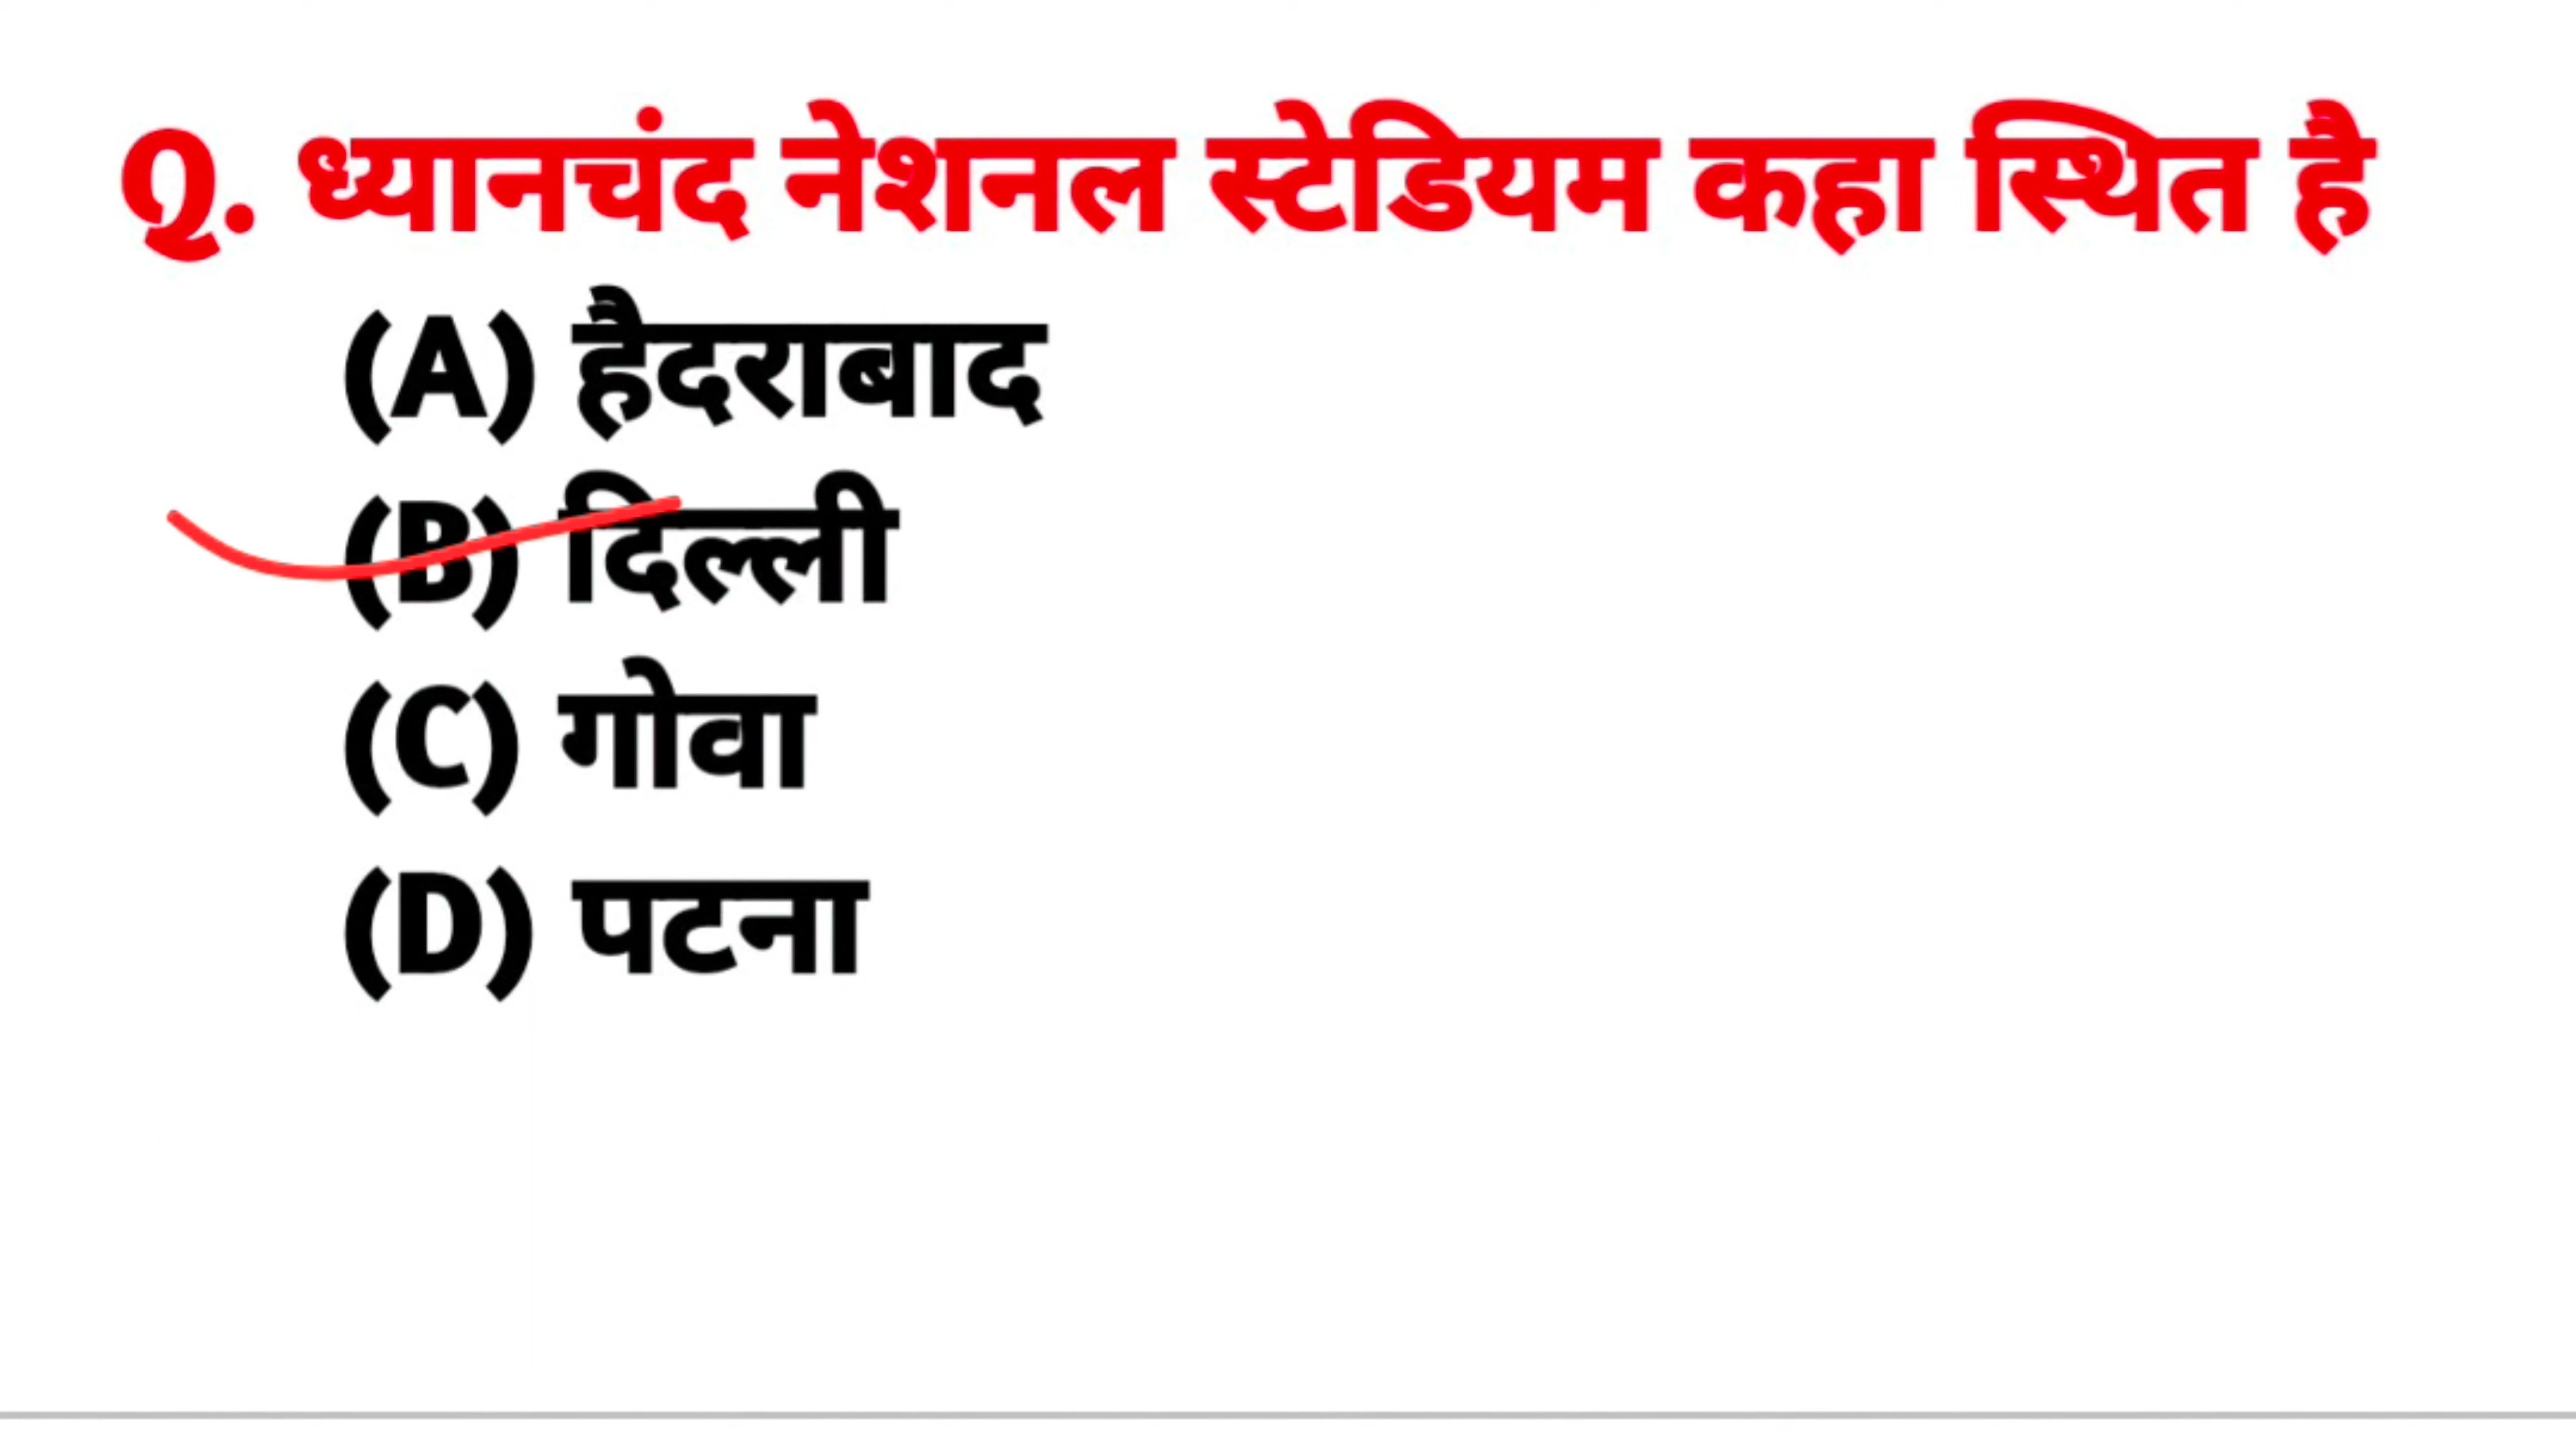 Q. ध्यानचंद नेशनल स्टेडियम कहा स्थित है
(A) हैदराबाद
(B) दिल्ली
(C) गोवा
(D) पटना